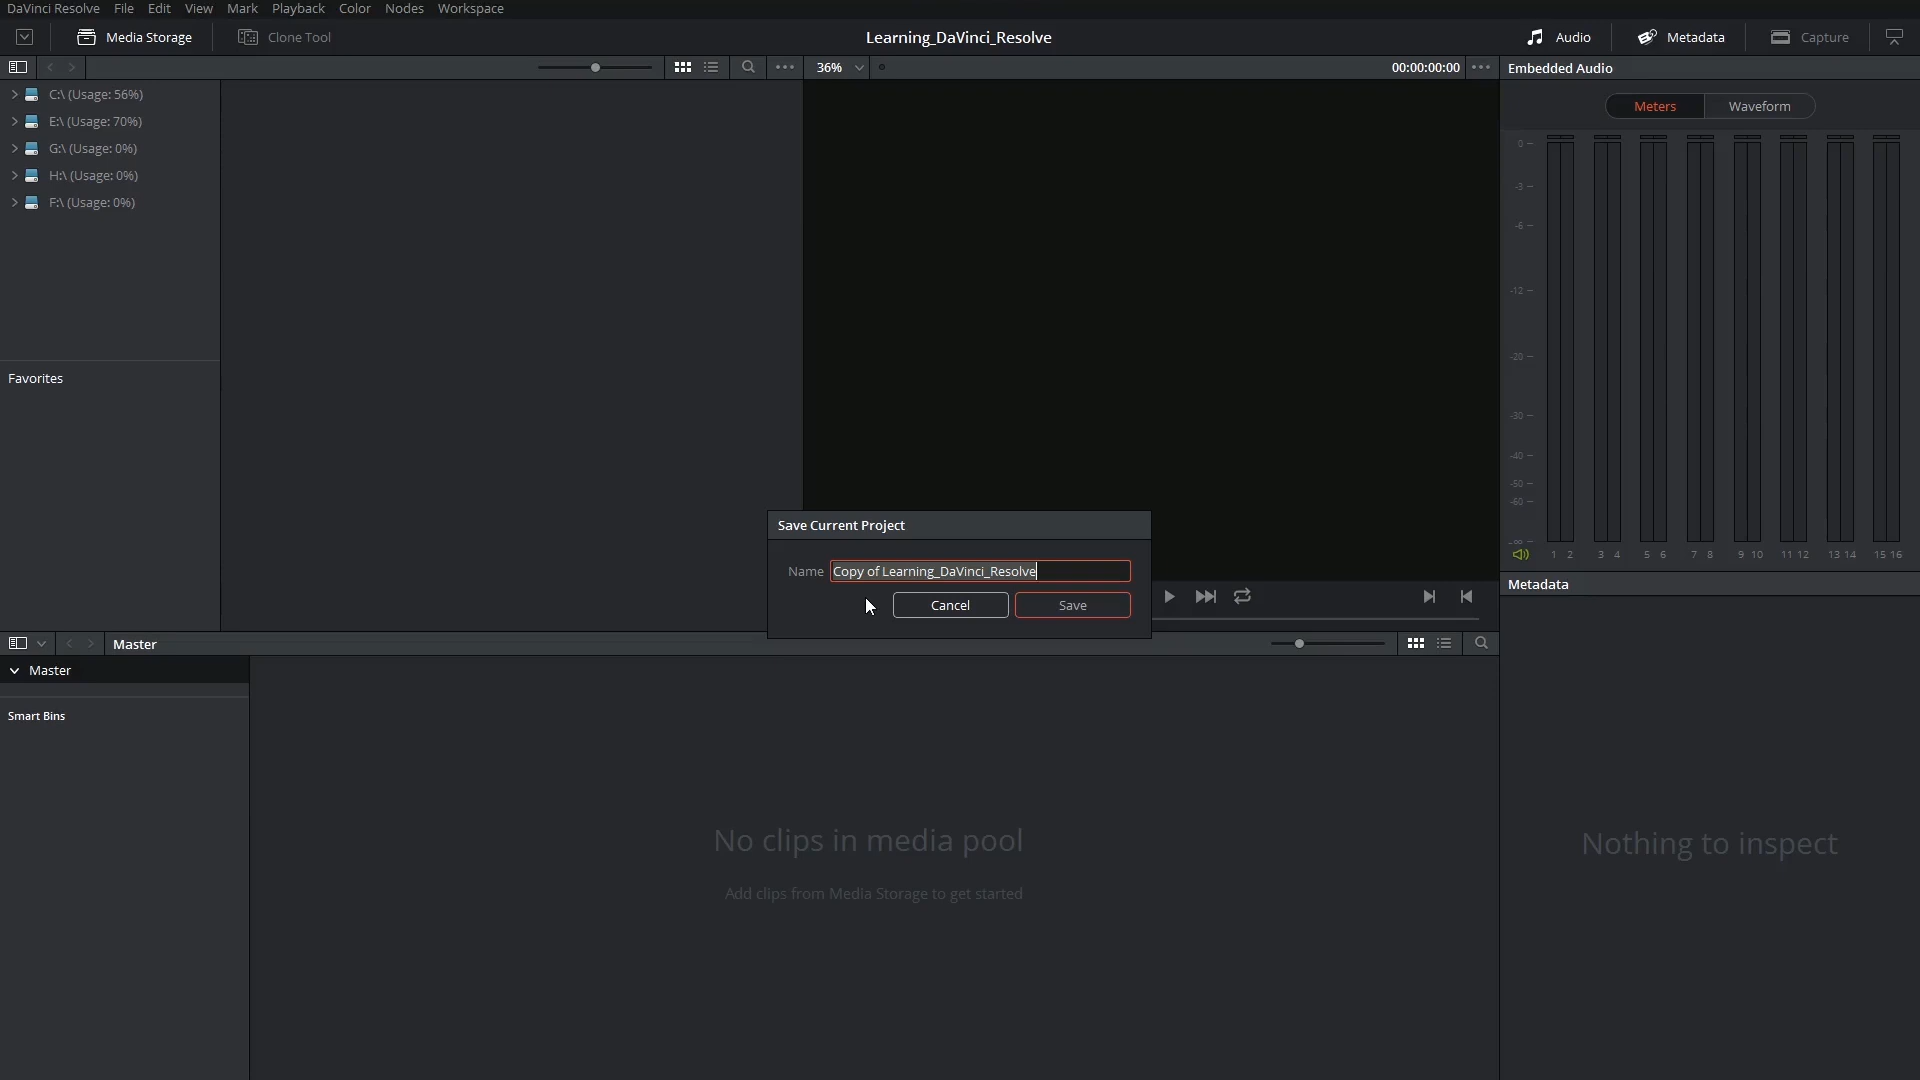 DaVinci Resolve File Edit View Mark Playback Color Nodes Workspace
Media Storage Clone Tool Learning_DaVinci_Resolve Audio Metadata Capture
36% 00:00:00:00 Embedded Audio
C:\ (Usage: 56%)
E:\ (Usage: 70%)
G:\ (Usage: 0%)
H:\ (Usage: 0%)
F:\ (Usage: 0%)
Favorites
Meters Waveform
0
-3
-6
-12
-20
-30
-40
-50
-60
-∞
1 2 3 4 5 6 7 8 9 10 11 12 13 14 15 16
Save Current Project
Name Copy of Learning_DaVinci_Resolve
Cancel Save
Metadata
Master
Master
Smart Bins
No clips in media pool
Add clips from Media Storage to get started
Nothing to inspect